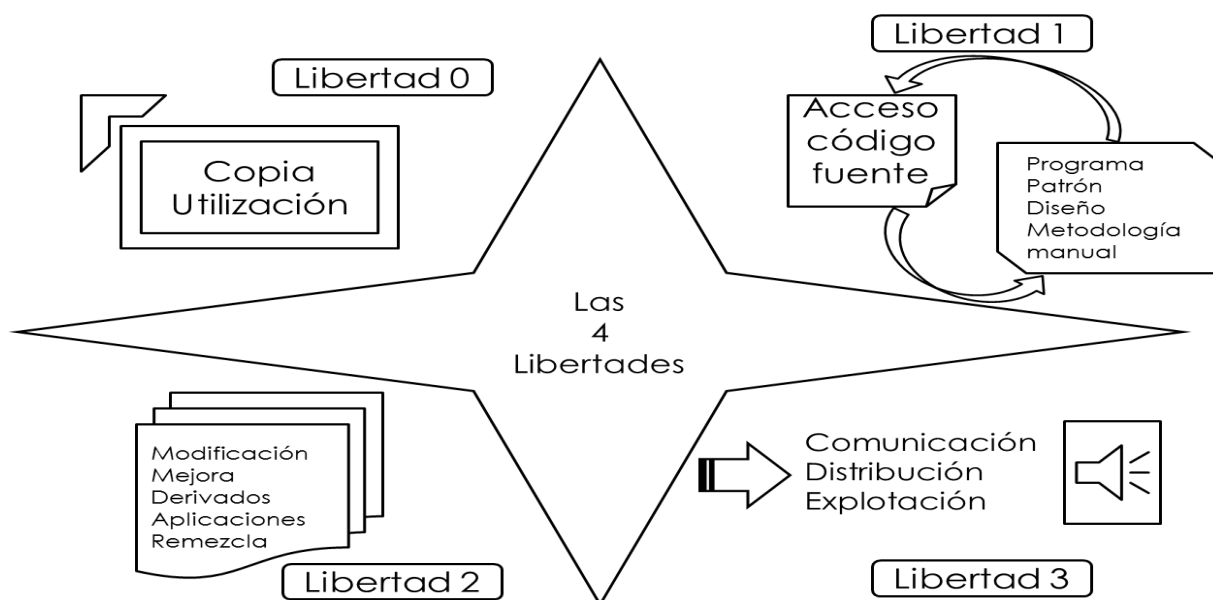 Libertad 0
Copia
Utilización
Libertad 1
Acceso
código
fuente
Programa
Patrón
Diseño
Metodología
manual
Las
4
Libertades
Modificación
Mejora
Derivados
Aplicaciones
Remezcla
Libertad 2
Comunicación
Distribución
Explotación
Libertad 3